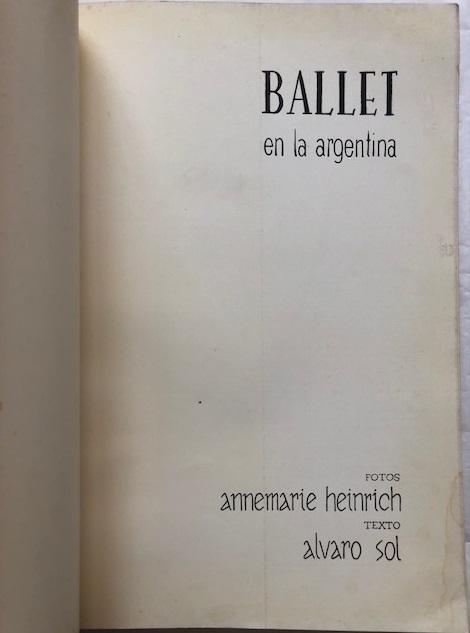 BALLET
en la argentina
FOTOS
annemarie heinrich
TEXTO
alvaro sol